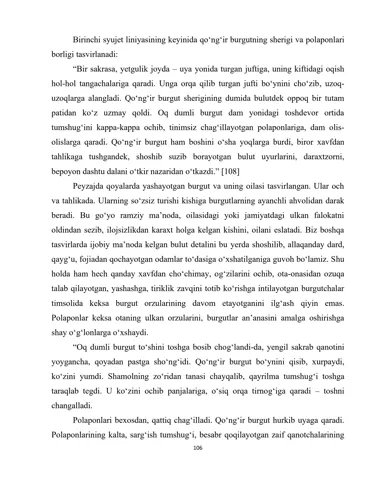 Birinchi syujet liniyasining keyinida qo‘ng‘ir burgutning sherigi va polaponlari
borligi tasvirlanadi:
“Bir sakrasa, yetgulik joyda – uya yonida turgan juftiga, uning kiftidagi oqish
hol-hol tangachalariga qaradi. Unga orqa qilib turgan jufti bo‘ynini cho‘zib, uzoq-
uzoqlarga alangladi. Qo‘ng‘ir burgut sherigining dumida bulutdek oppoq bir tutam
patidan ko‘z uzmay qoldi. Oq dumli burgut dam yonidagi toshdevor ortida
tumshug‘ini kappa-kappa ochib, tinimsiz chag‘illayotgan polaponlariga, dam olis-
olislarga qaradi. Qo‘ng‘ir burgut ham boshini o‘sha yoqlarga burdi, biror xavfdan
tahlikaga tushgandek, shoshib suzib borayotgan bulut uyurlarini, daraxtzorni,
bepoyon dashtu dalani o‘tkir nazaridan o‘tkazdi.” [108]
Peyzajda qoyalarda yashayotgan burgut va uning oilasi tasvirlangan. Ular och
va tahlikada. Ularning so‘zsiz turishi kishiga burgutlarning ayanchli ahvolidan darak
beradi. Bu go‘yo ramziy ma’noda, oilasidagi yoki jamiyatdagi ulkan falokatni
oldindan sezib, ilojsizlikdan karaxt holga kelgan kishini, oilani eslatadi. Biz boshqa
tasvirlarda ijobiy ma’noda kelgan bulut detalini bu yerda shoshilib, allaqanday dard,
qayg‘u, fojiadan qochayotgan odamlar to‘dasiga o‘xshatilganiga guvoh bo‘lamiz. Shu
holda ham hech qanday xavfdan cho‘chimay, og‘zilarini ochib, ota-onasidan ozuqa
talab qilayotgan, yashashga, tiriklik zavqini totib ko‘rishga intilayotgan burgutchalar
timsolida keksa burgut orzularining davom etayotganini ilg‘ash qiyin emas.
Polaponlar keksa otaning ulkan orzularini, burgutlar an’anasini amalga oshirishga
shay o‘g‘lonlarga o‘xshaydi.
“Oq dumli burgut to‘shini toshga bosib chog‘landi-da, yengil sakrab qanotini
yoygancha, qoyadan pastga sho‘ng‘idi. Qo‘ng‘ir burgut bo‘ynini qisib, xurpaydi,
ko‘zini yumdi. Shamolning zo‘ridan tanasi chayqalib, qayrilma tumshug‘i toshga
taraqlab tegdi. U ko‘zini ochib panjalariga, o‘siq orqa tirnog‘iga qaradi – toshni
changalladi.
Polaponlari bexosdan, qattiq chag‘illadi. Qo‘ng‘ir burgut hurkib uyaga qaradi.
Polaponlarining kalta, sarg‘ish tumshug‘i, besabr qoqilayotgan zaif qanotchalarining
106